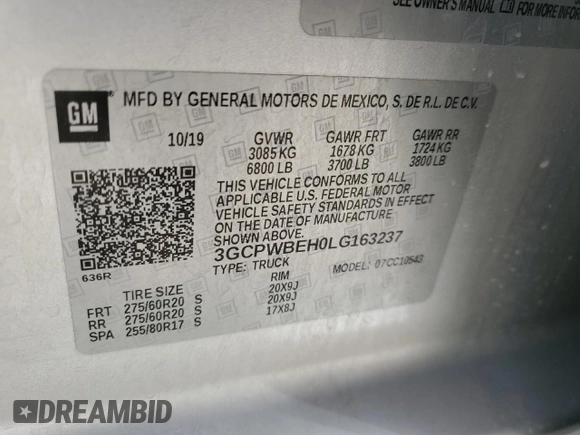 SEE OWNER'S MANUAL FOR MORE INFOR
GM
MFD BY GENERAL MOTORS DE MEXICO, S. DE R.L. DE C.V.
10/19 GVWR GAWR FRT GAWR RR
3085 KG 1678 KG 1724 KG
6800 LB 3700 LB 3800 LB
THIS VEHICLE CONFORMS TO ALL
APPLICABLE U.S. FEDERAL MOTOR
VEHICLE SAFETY STANDARDS IN EFFECT
ON THE DATE OF MANUFACTURE
3GCPWBEH0LG163237
TYPE: TRUCK MODEL: 07CC10543
636R
TIRE SIZE RIM
FRT 275/60R20 S 20X9J
RR 275/60R20 S 20X9J
SPA 255/80R17 S 17X8J
DREAMBID